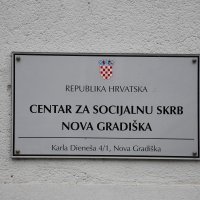 REPUBLIKA HRVATSKA
CENTAR ZA SOCIJALNU SKRB
NOVA GRADIŠKA
Karla Dieneša 4/1, Nova Gradiška